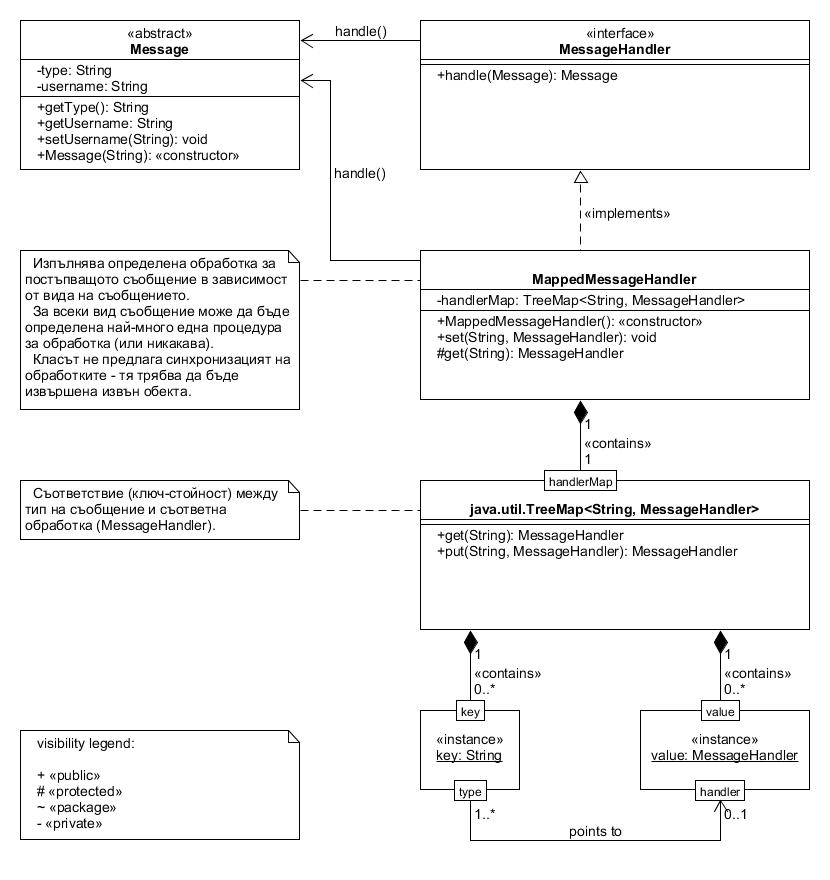 «abstract»
Message
-type: String
-username: String
+getType(): String
+getUsername: String
+setUsername(String): void
+Message(String): «constructor»
handle()
«interface»
MessageHandler
+handle(Message): Message
handle()
«implements»
Изпълнява определена обработка за
постъпващото съобщение в зависимост
от вида на съобщението.
За всеки вид съобщение може да бъде
определена най-много една процедура
за обработка (или никаква).
Класът не предлага синхронизацият на
обработките - тя трябва да бъде
извършена извън обекта.
MappedMessageHandler
-handlerMap: TreeMap<String, MessageHandler>
+MappedMessageHandler(): «constructor»
+set(String, MessageHandler): void
#get(String): MessageHandler
1
«contains»
1
handlerMap
Съответствие (ключ-стойност) между
тип на съобщение и съответна
обработка (MessageHandler).
java.util.TreeMap<String, MessageHandler>
+get(String): MessageHandler
+put(String, MessageHandler): MessageHandler
1
«contains»
0..*
key
«instance»
key: String
type
1..*
1
«contains»
0..*
value
«instance»
value: MessageHandler
handler
0..1
points to
visibility legend:
+ «public»
# «protected»
~ «package»
- «private»